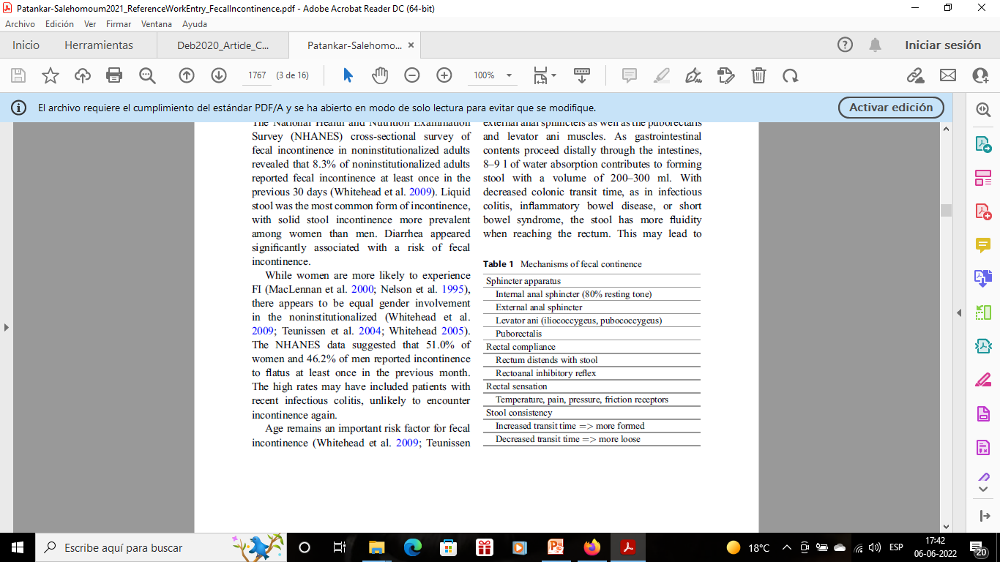 Patankar-Salehomoum2021_ReferenceWorkEntry_FecalIncontinence.pdf - Adobe Acrobat Reader DC (64-bit)
Archivo Edición Ver Firmar Ventana Ayuda
Inicio Herramientas Deb2020_Article_C... Patankar-Salehomo... × Iniciar sesión
1767 (3 de 16) 100%
El archivo requiere el cumplimiento del estándar PDF/A y se ha abierto en modo de solo lectura para evitar que se modifique. Activar edición
The National Health and Nutrition Examination
Survey (NHANES) cross-sectional survey of
fecal incontinence in noninstitutionalized adults
revealed that 8.3% of noninstitutionalized adults
reported fecal incontinence at least once in the
previous 30 days (Whitehead et al. 2009). Liquid
stool was the most common form of incontinence,
with solid stool incontinence more prevalent
among women than men. Diarrhea appeared
significantly associated with a risk of fecal
incontinence.
While women are more likely to experience
FI (MacLennan et al. 2000; Nelson et al. 1995),
there appears to be equal gender involvement
in the noninstitutionalized (Whitehead et al.
2009; Teunissen et al. 2004; Whitehead 2005).
The NHANES data suggested that 51.0% of
women and 46.2% of men reported incontinence
to flatus at least once in the previous month.
The high rates may have included patients with
recent infectious colitis, unlikely to encounter
incontinence again.
Age remains an important risk factor for fecal
incontinence (Whitehead et al. 2009; Teunissen
external anal sphincters as well as the puborectalis
and levator ani muscles. As gastrointestinal
contents proceed distally through the intestines,
8–9 l of water absorption contributes to forming
stool with a volume of 200–300 ml. With
decreased colonic transit time, as in infectious
colitis, inflammatory bowel disease, or short
bowel syndrome, the stool has more fluidity
when reaching the rectum. This may lead to
Table 1 Mechanisms of fecal continence
Sphincter apparatus
Internal anal sphincter (80% resting tone)
External anal sphincter
Levator ani (iliococcygeus, pubococcygeus)
Puborectalis
Rectal compliance
Rectum distends with stool
Rectoanal inhibitory reflex
Rectal sensation
Temperature, pain, pressure, friction receptors
Stool consistency
Increased transit time => more formed
Decreased transit time => more loose
Escribe aquí para buscar
18°C ESP 17:42
06-06-2022
20